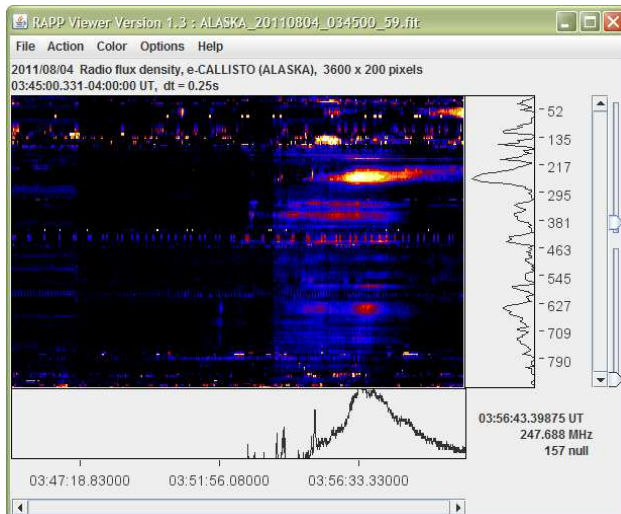 RAPP Viewer Version 1.3 : ALASKA_20110804_034500_59.fit
File Action Color Options Help
2011/08/04 Radio flux density, e-CALLISTO (ALASKA), 3600 x 200 pixels
03:45:00.331-04:00:00 UT, dt = 0.25s
52
135
217
295
381
463
545
627
709
790
03:56:43.39875 UT
247.688 MHz
157 null
03:47:18.83000 03:51:56.08000 03:56:33.33000